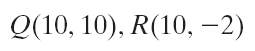 Q(10, 10), R(10, −2)